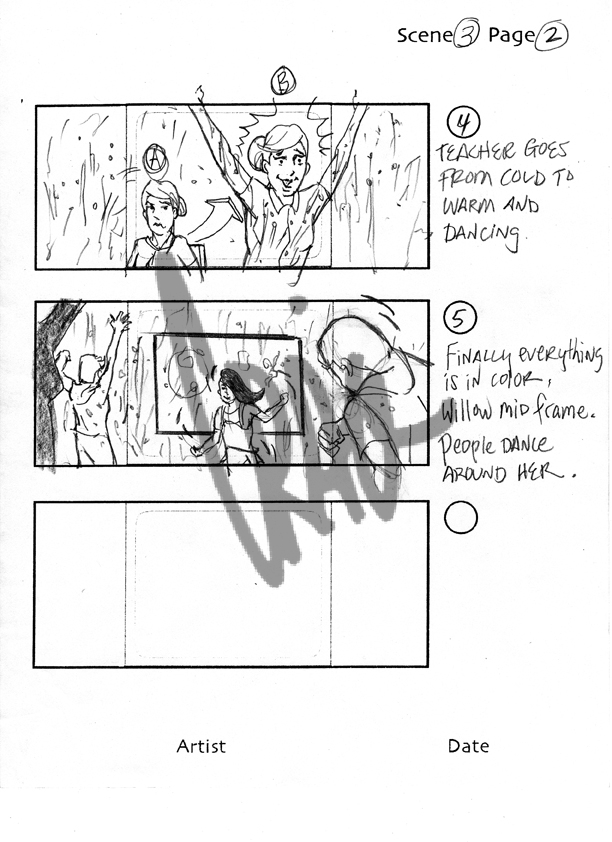 Scene 3 Page 2
B
A
4
TEACHER GOES
FROM COLD TO
WARM AND
DANCING.
5
Finally everything
is in color,
Willow mid frame.
People DANCE
AROUND HER.
Artist
Date